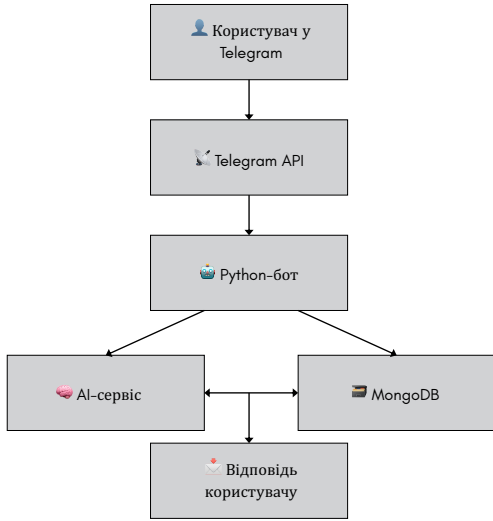 👤 Користувач у
Telegram
📡 Telegram API
🤖 Python-бот
🧠 AI-сервіс
🗃 MongoDB
📩 Відповідь
користувачу